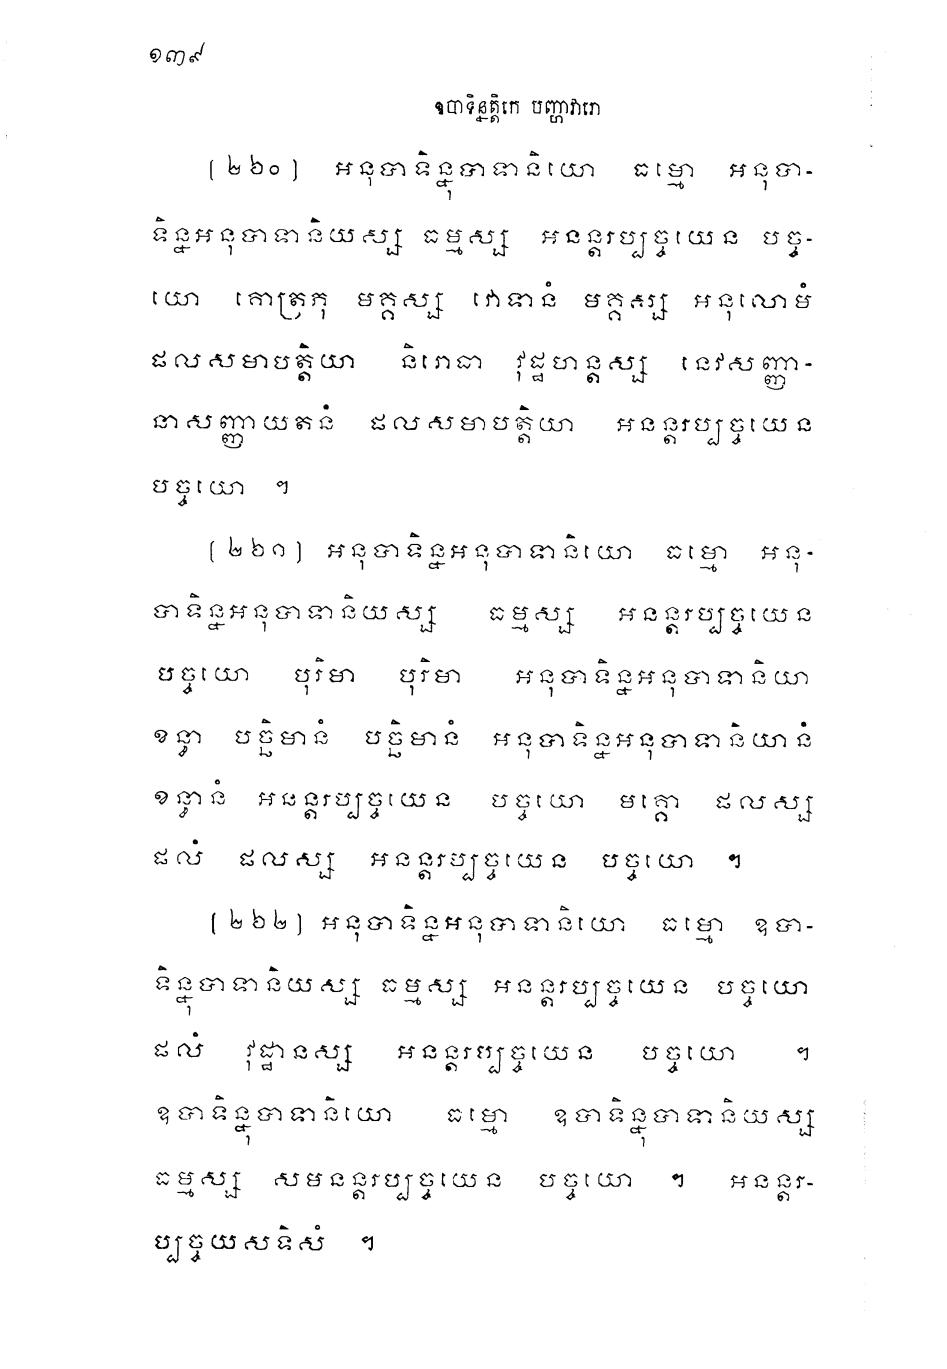 ១៣៩
ឧបាទិន្នត្តិកេ បញ្ហាវារោ
(២២០) អនុបាទិន្នុបាទានិយោ ធម្មោ អនុបា-
ទិន្នអនុបាទានិយស្ស ធម្មស្ស អនន្តរប្បច្ចយេន បច្ច-
យោ គោត្រភុ មគ្គស្ស វោទានំ មគ្គស្ស អនុលោមំ
ផលសមាបត្តិយា និរោធា វុដ្ឋហន្តស្ស នេវសញ្ញា-
នាសញ្ញាយតនំ ផលសមាបត្តិយា អនន្តរប្បច្ចយេន
បច្ចយោ ។
(២២១) អនុបាទិន្នអនុបាទានិយោ ធម្មោ អនុ-
បាទិន្នអនុបាទានិយស្ស ធម្មស្ស អនន្តរប្បច្ចយេន
បច្ចយោ បុរិមា បុរិមា អនុបាទិន្នអនុបាទានិយា
ខន្ធា បច្ឆិមានំ បច្ឆិមានំ អនុបាទិន្នអនុបាទានិយានំ
ខន្ធានំ អនន្តរប្បច្ចយេន បច្ចយោ មគ្គោ ផលស្ស
ផលំ ផលស្ស អនន្តរប្បច្ចយេន បច្ចយោ ។
(២២២) អនុបាទិន្នអនុបាទានិយោ ធម្មោ ឧបា-
ទិន្នុបាទានិយស្ស ធម្មស្ស អនន្តរប្បច្ចយេន បច្ចយោ
ផលំ វុដ្ឋានស្ស អនន្តរប្បច្ចយេន បច្ចយោ ។
ឧបាទិន្នុបាទានិយោ ធម្មោ ឧបាទិន្នុបាទានិយស្ស
ធម្មស្ស សមនន្តរប្បច្ចយេន បច្ចយោ ។ អនន្តរ-
ប្បច្ចយសទិសំ ។